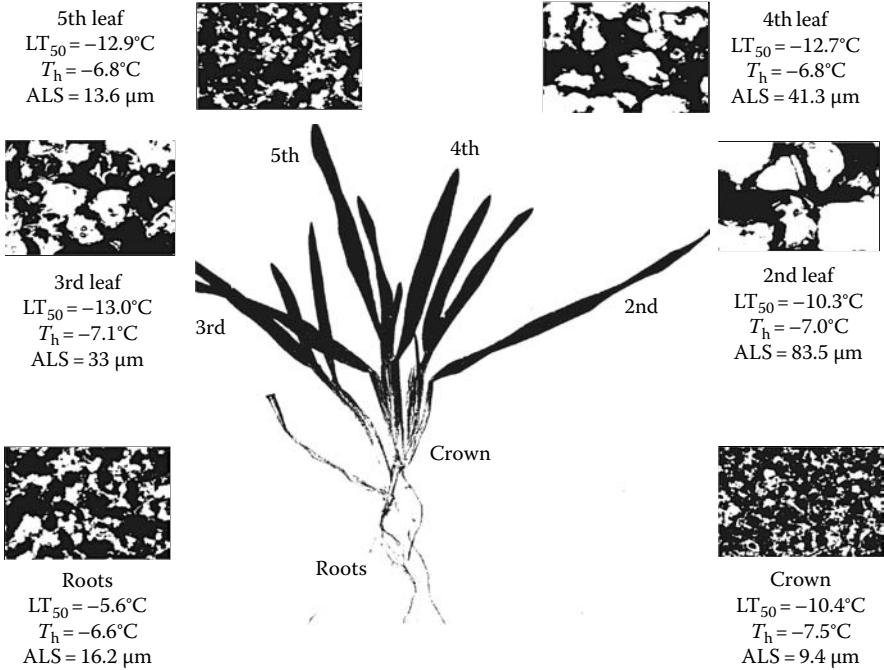 5th leaf
LT50 = −12.9°C
Th = −6.8°C
ALS = 13.6 μm
4th leaf
LT50 = −12.7°C
Th = −6.8°C
ALS = 41.3 μm
5th
4th
3rd leaf
LT50 = −13.0°C
Th = −7.1°C
ALS = 33 μm
3rd
2nd
2nd leaf
LT50 = −10.3°C
Th = −7.0°C
ALS = 83.5 μm
Crown
Roots
Roots
LT50 = −5.6°C
Th = −6.6°C
ALS = 16.2 μm
Crown
LT50 = −10.4°C
Th = −7.5°C
ALS = 9.4 μm